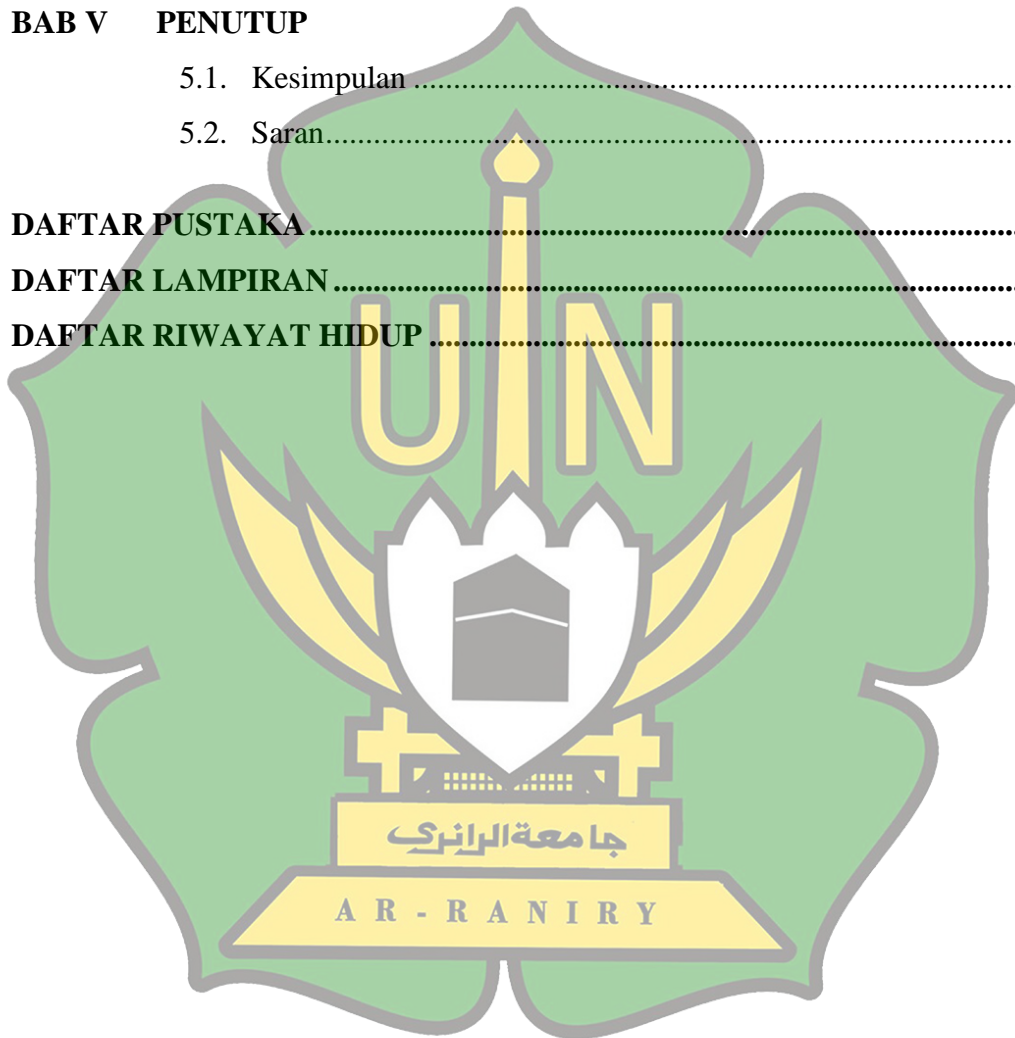 BAB V PENUTUP
5.1. Kesimpulan ................................................................
5.2. Saran................................................................
DAFTAR PUSTAKA ................................................................
DAFTAR LAMPIRAN ................................................................
DAFTAR RIWAYAT HIDUP ................................................................
UIN
جامعة الرانري
AR-RANIRY